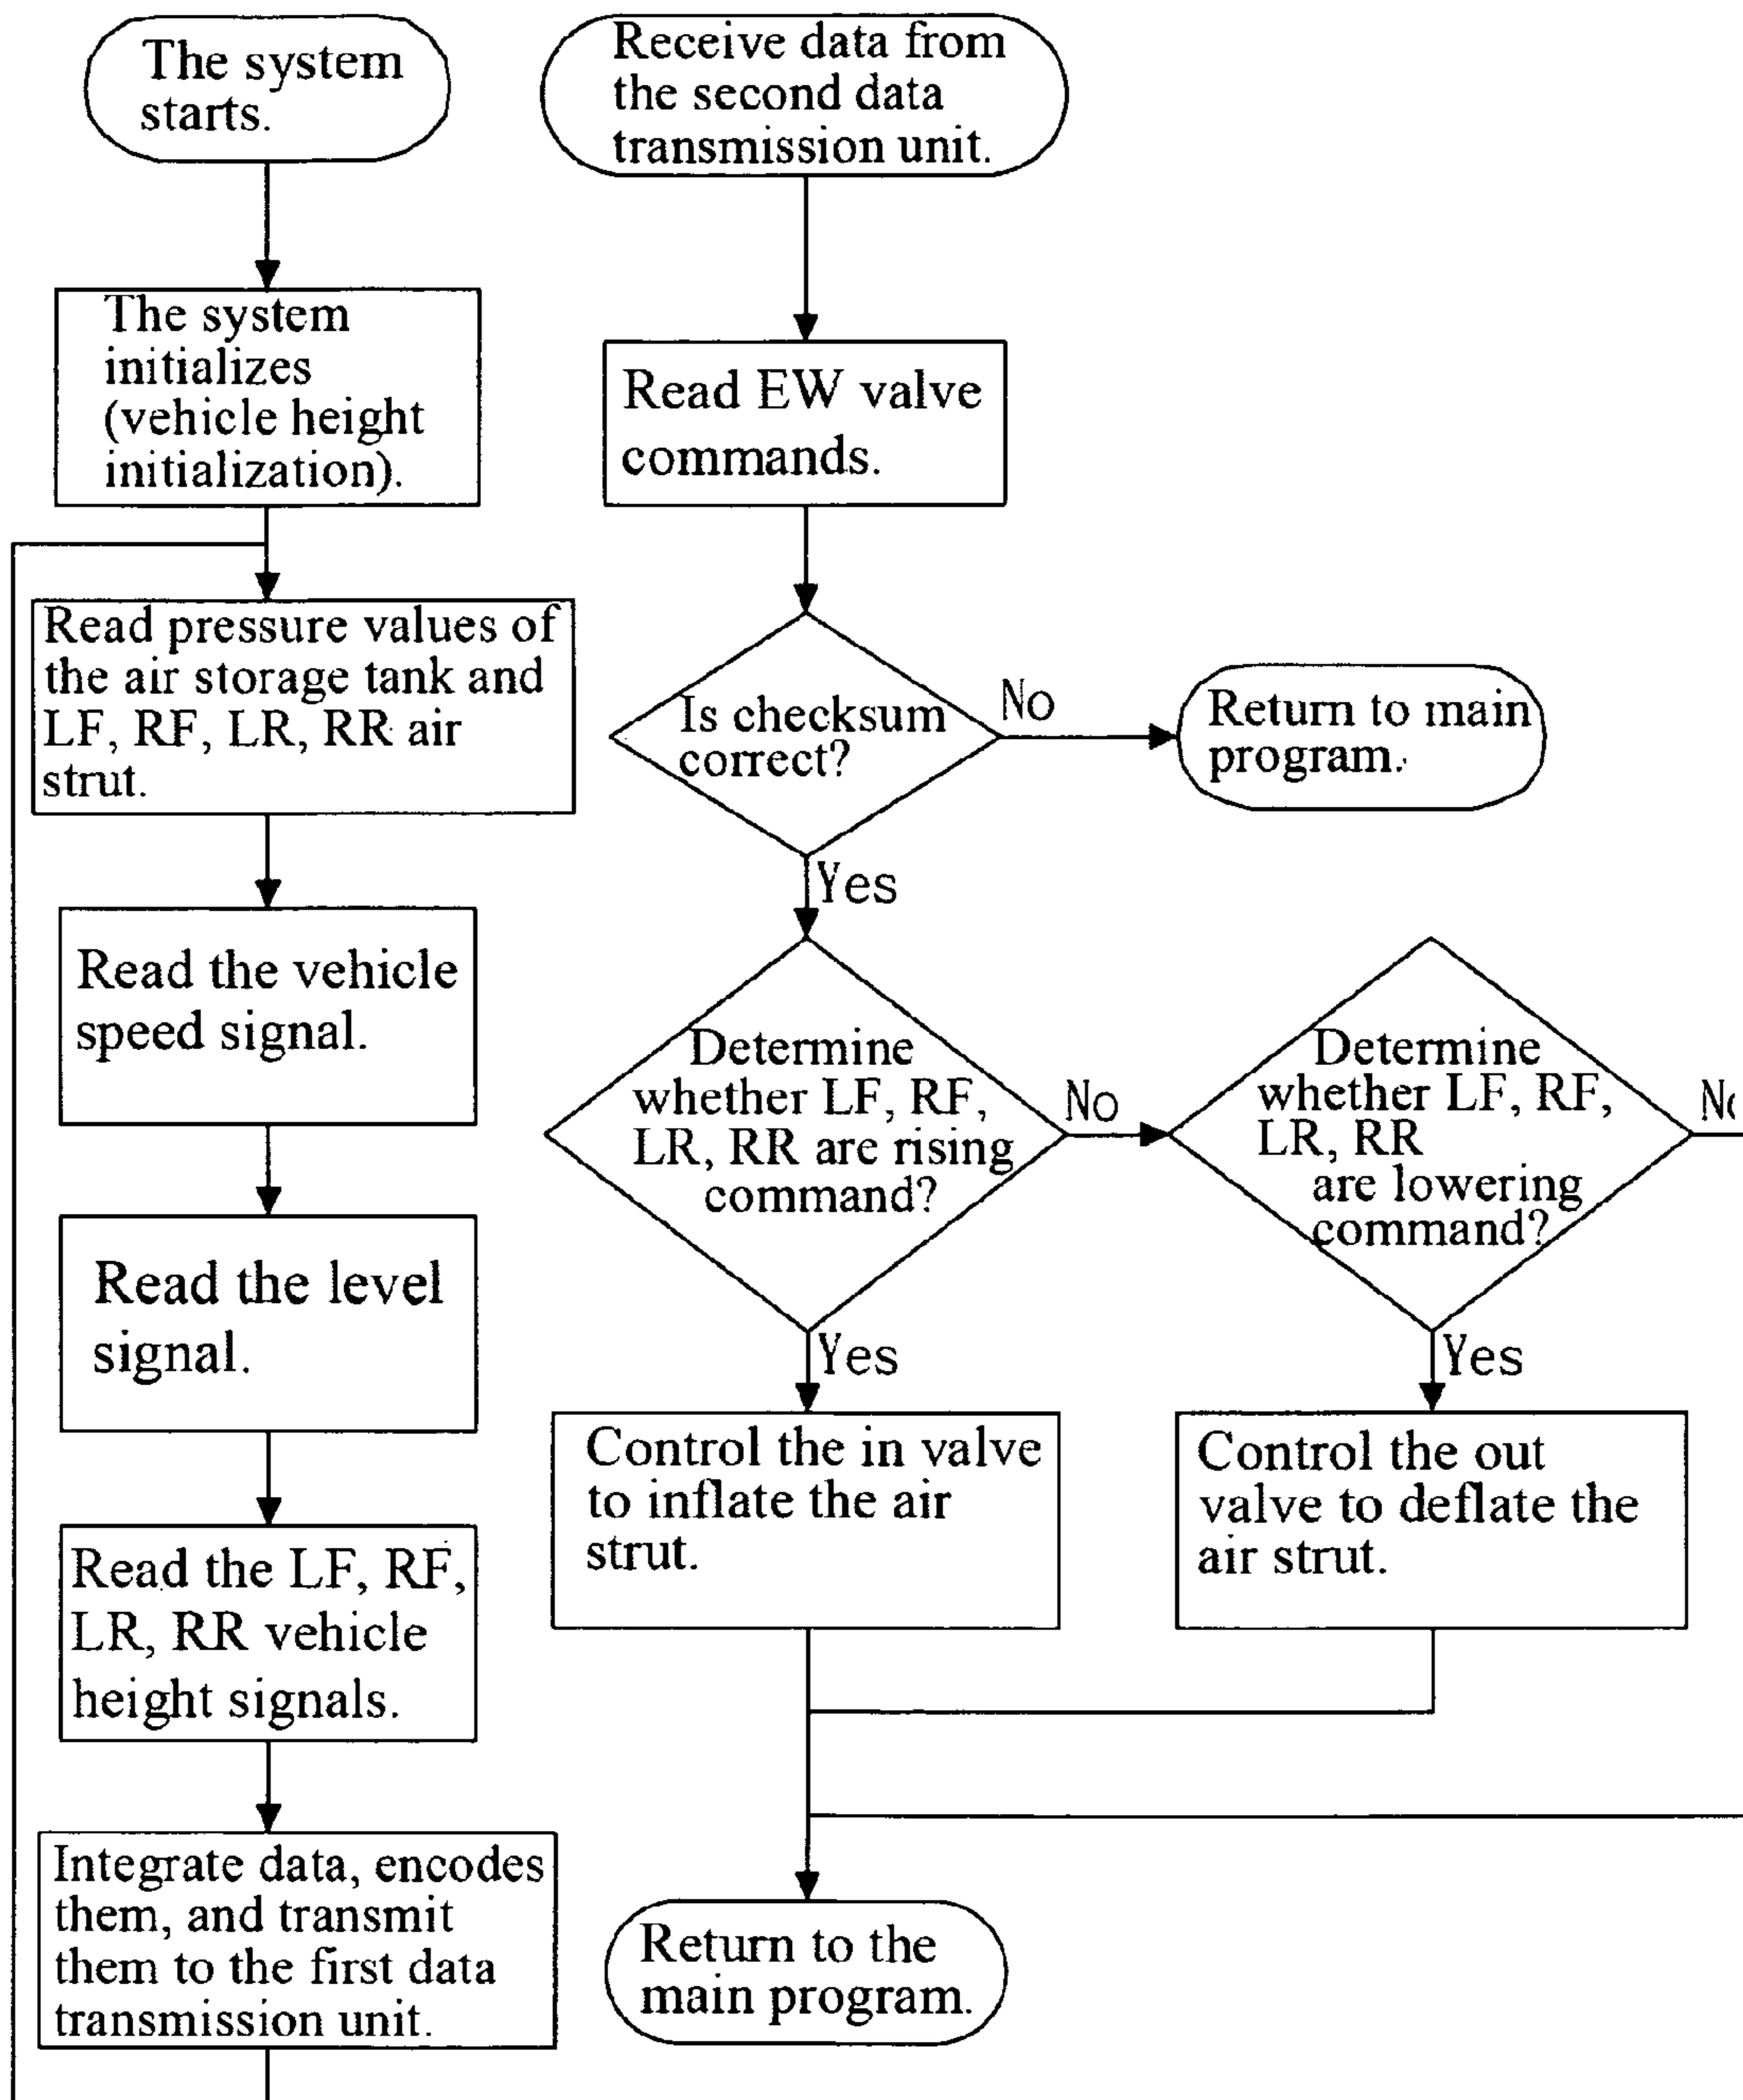 The system
starts.
The system
initializes
(vehicle height
initialization).
Read pressure values of
the air storage tank and
LF, RF, LR, RR air
strut.
Read the vehicle
speed signal.
Read the level
signal.
Read the LF, RF,
LR, RR vehicle
height signals.
Integrate data, encodes
them, and transmit
them to the first data
transmission unit.
Receive data from
the second data
transmission unit.
Read EW valve
commands.
Is checksum
correct?
No
Return to main
program.
Yes
Determine
whether LF, RF,
LR, RR are rising
command?
No
Determine
whether LF, RF,
LR, RR
are lowering
command?
Yes
Control the in valve
to inflate the air
strut.
Yes
Control the out
valve to deflate the
air strut.
Return to the
main program.